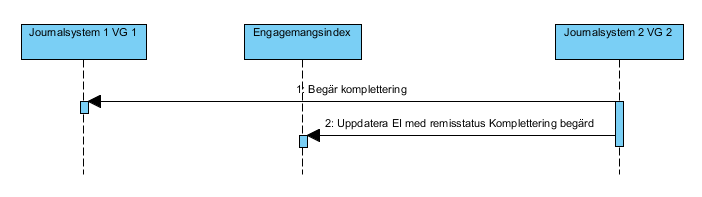 Journalsystem 1 VG 1
Engagemangsindex
Journalsystem 2 VG 2
1: Begär komplettering
2: Uppdatera EI med remisstatus Komplettering begärd